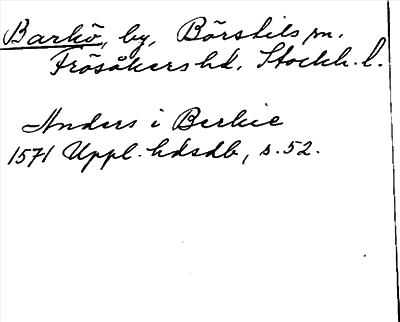 Barkö, by, Börstils sn.
Frösåkers hd. Stockh. l.
Anders i Berkie
1571 Uppl. hdsdb, s. 52.